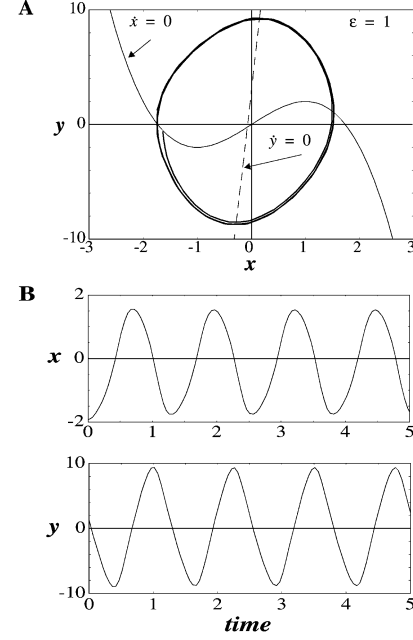 A
10
ẋ = 0
ε = 1
y
0
ẏ = 0
-10
-3 -2 -1 0 1 2 3
x
B
2
x 0
-2
0 1 2 3 4 5
10
y 0
-10
0 1 2 3 4 5
time